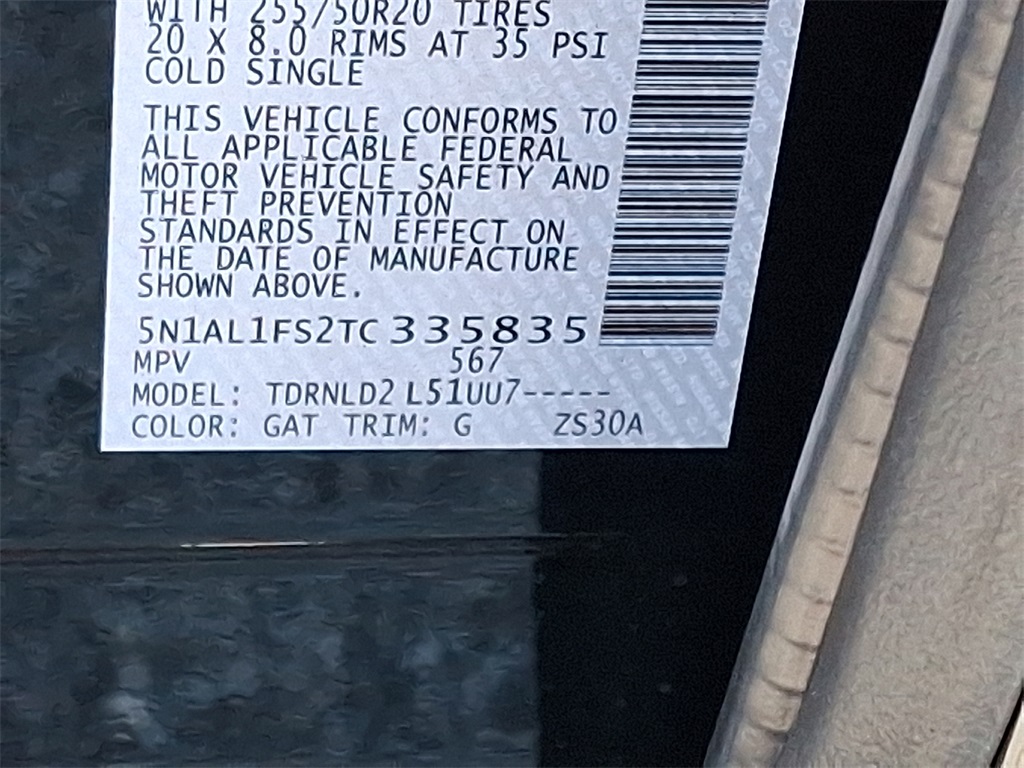 WITH 255/50R20 TIRES
20 X 8.0 RIMS AT 35 PSI
COLD SINGLE
THIS VEHICLE CONFORMS TO
ALL APPLICABLE FEDERAL
MOTOR VEHICLE SAFETY AND
THEFT PREVENTION
STANDARDS IN EFFECT ON
THE DATE OF MANUFACTURE
SHOWN ABOVE.
5N1AL1FS2TC335835
MPV 567
MODEL: TDRNLD2 L51UU7-----
COLOR: GAT TRIM: G ZS30A